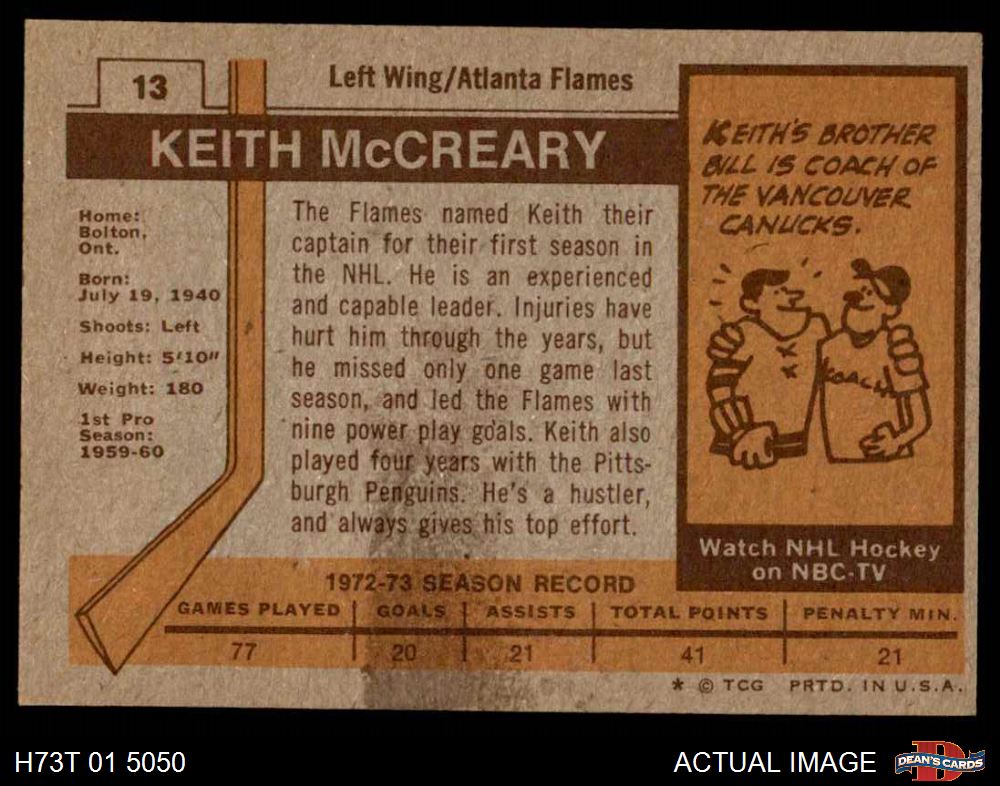 13
Left Wing/Atlanta Flames
KEITH McCREARY
Home:
Bolton,
Ont.
Born:
July 19, 1940
Shoots: Left
Height: 5'10"
Weight: 180
1st Pro
Season:
1959-60
The Flames named Keith their
captain for their first season in
the NHL. He is an experienced
and capable leader. Injuries have
hurt him through the years, but
he missed only one game last
season, and led the Flames with
nine power play goals. Keith also
played four years with the Pitts-
burgh Penguins. He's a hustler,
and always gives his top effort.
KEITH'S BROTHER
BILL IS COACH OF
THE VANCOUVER
CANUCKS.
COACH
Watch NHL Hockey
on NBC-TV
1972-73 SEASON RECORD
GAMES PLAYED GOALS ASSISTS TOTAL POINTS PENALTY MIN.
77 20 21 41 21
* © TCG PRTD. IN U.S.A.
H73T 01 5050
ACTUAL IMAGE
D
DEAN'S CARDS